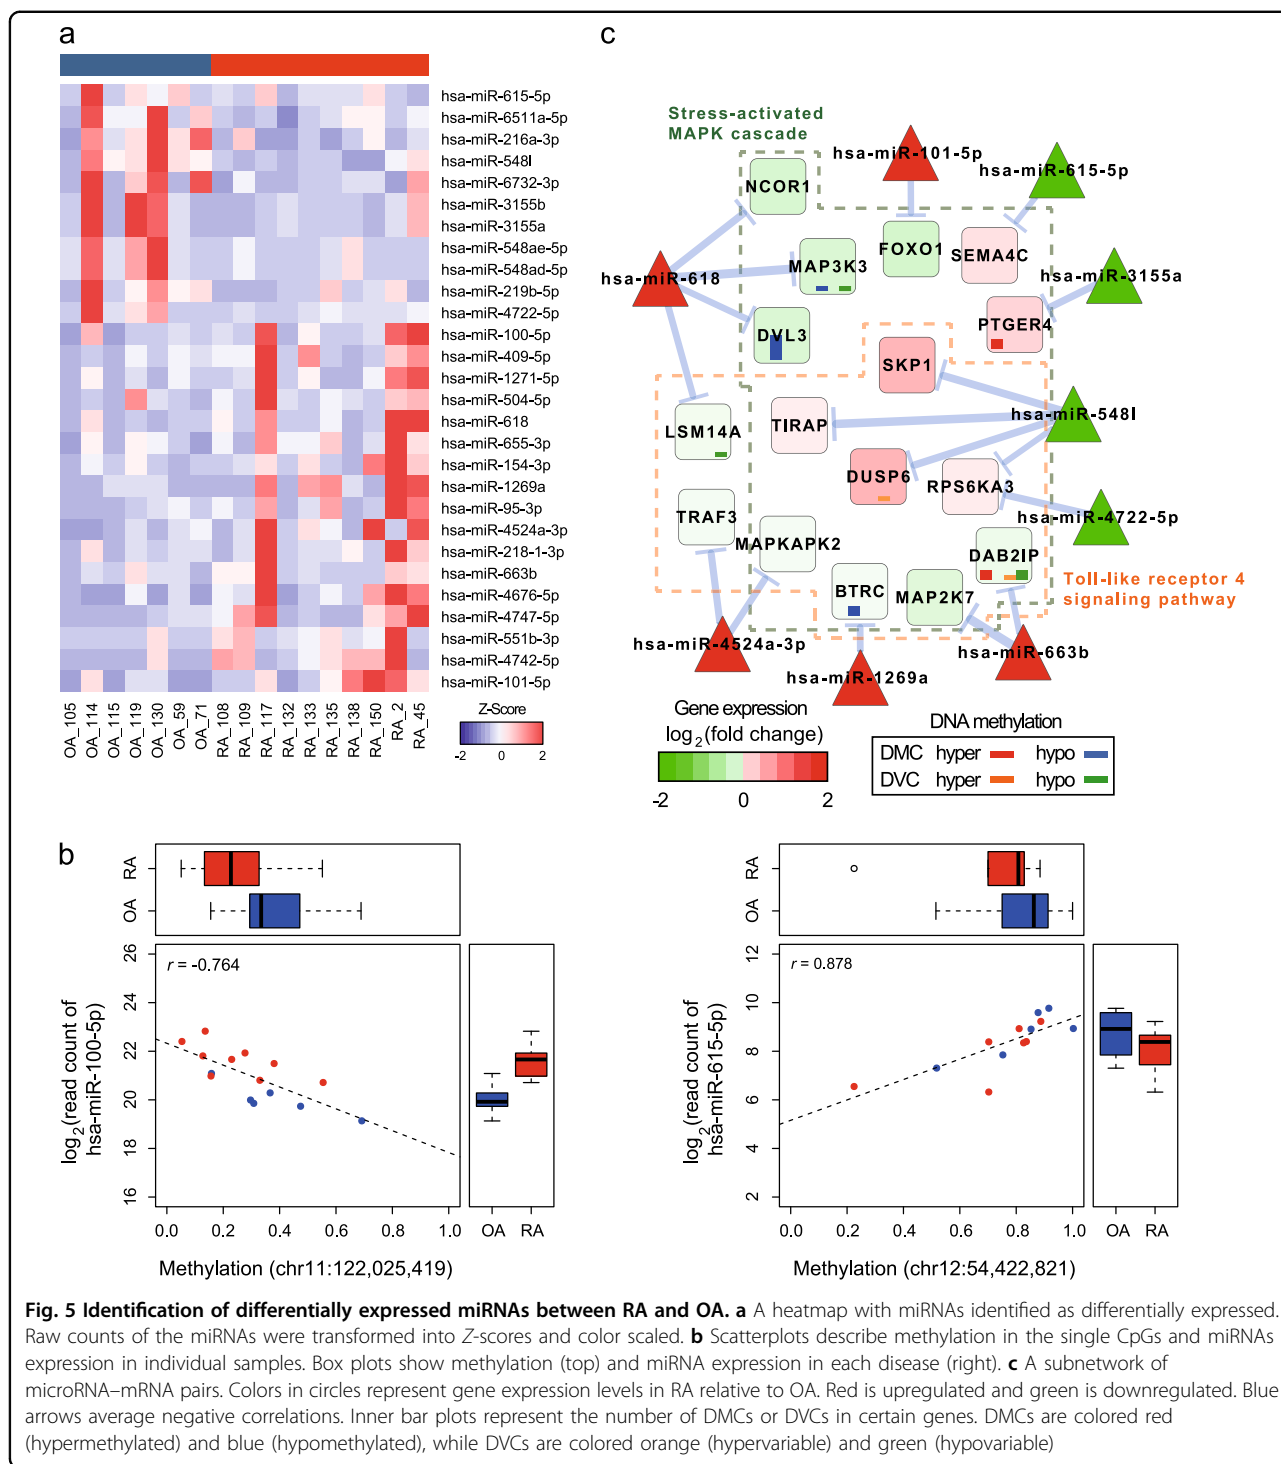 a
hsa-miR-615-5p
hsa-miR-6511a-5p
hsa-miR-216a-3p
hsa-miR-548l
hsa-miR-6732-3p
hsa-miR-3155b
hsa-miR-3155a
hsa-miR-548ae-5p
hsa-miR-548ad-5p
hsa-miR-219b-5p
hsa-miR-4722-5p
hsa-miR-100-5p
hsa-miR-409-5p
hsa-miR-1271-5p
hsa-miR-504-5p
hsa-miR-618
hsa-miR-655-3p
hsa-miR-154-3p
hsa-miR-1269a
hsa-miR-95-3p
hsa-miR-4524a-3p
hsa-miR-218-1-3p
hsa-miR-663b
hsa-miR-4676-5p
hsa-miR-4747-5p
hsa-miR-551b-3p
hsa-miR-4742-5p
hsa-miR-101-5p
OA_105
OA_114
OA_115
OA_119
OA_130
OA_59
OA_71
RA_108
RA_109
RA_117
RA_132
RA_133
RA_135
RA_138
RA_150
RA_2
RA_45
Z-Score
-2 2
c
Stress-activated
MAPK cascade
hsa-miR-101-5p
hsa-miR-615-5p
NCOR1
FOXO1
SEMA4C
MAP3K3
hsa-miR-618
hsa-miR-3155a
PTGER4
DVL3
SKP1
hsa-miR-548l
LSM14A
TIRAP
DUSP6
RPS6KA3
TRAF3
hsa-miR-4722-5p
MAPKAPK2
DAB2IP
BTRC
MAP2K7
Toll-like receptor 4
signaling pathway
hsa-miR-4524a-3p
hsa-miR-663b
hsa-miR-1269a
Gene expression
log2(fold change)
-2 0 2
DNA methylation
DMC hyper hypo
DVC hyper hypo
b
RA
OA
r = -0.764
26
24
22
20
18
16
log2(read count of
hsa-miR-100-5p)
0.0 0.2 0.4 0.6 0.8 1.0
OA RA
Methylation (chr11:122,025,419)
RA
OA
r = 0.878
12
10
8
6
4
2
log2(read count of
hsa-miR-615-5p)
0.0 0.2 0.4 0.6 0.8 1.0
OA RA
Methylation (chr12:54,422,821)
Fig. 5 Identification of differentially expressed miRNAs between RA and OA. a A heatmap with miRNAs identified as differentially expressed.
Raw counts of the miRNAs were transformed into Z-scores and color scaled. b Scatterplots describe methylation in the single CpGs and miRNAs
expression in individual samples. Box plots show methylation (top) and miRNA expression in each disease (right). c A subnetwork of
microRNA–mRNA pairs. Colors in circles represent gene expression levels in RA relative to OA. Red is upregulated and green is downregulated. Blue
arrows average negative correlations. Inner bar plots represent the number of DMCs or DVCs in certain genes. DMCs are colored red
(hypermethylated) and blue (hypomethylated), while DVCs are colored orange (hypervariable) and green (hypovariable)